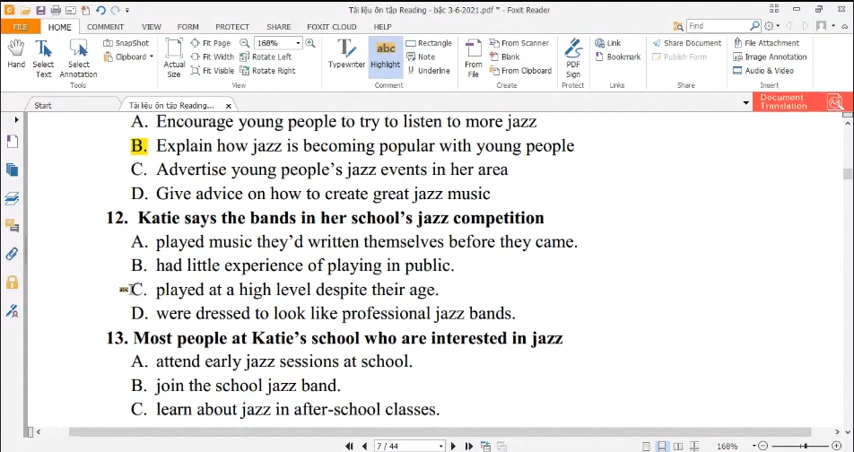 Tài liệu ôn tập Reading - bậc 3-6-2021.pdf * - Foxit Reader
FILE HOME COMMENT VIEW FORM PROTECT SHARE FOXIT CLOUD HELP Find
Hand Select Text Select Annotation SnapShot Clipboard Actual Size Fit Page Fit Width Fit Visible 168% Rotate Left Rotate Right Typewriter abc Highlight Rectangle Note Underline From File From Scanner Blank From Clipboard PDF Sign Link Bookmark Share Document Publish Form File Attachment Image Annotation Audio & Video
Tools View Comment Create Protect Links Share Insert
Start Tài liệu ôn tập Reading... Document Translation
A. Encourage young people to try to listen to more jazz
B. Explain how jazz is becoming popular with young people
C. Advertise young people's jazz events in her area
D. Give advice on how to create great jazz music
12. Katie says the bands in her school's jazz competition
A. played music they'd written themselves before they came.
B. had little experience of playing in public.
C. played at a high level despite their age.
D. were dressed to look like professional jazz bands.
13. Most people at Katie's school who are interested in jazz
A. attend early jazz sessions at school.
B. join the school jazz band.
C. learn about jazz in after-school classes.
7 / 44 168%